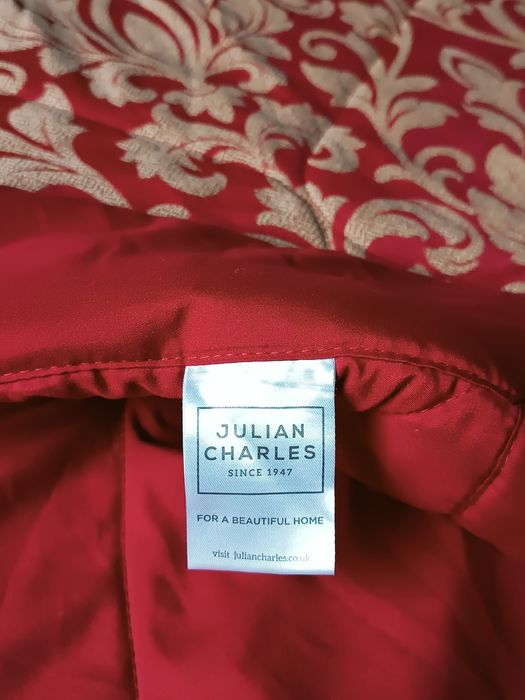 JULIAN
CHARLES
SINCE 1947
FOR A BEAUTIFUL HOME
visit juliancharles.co.uk